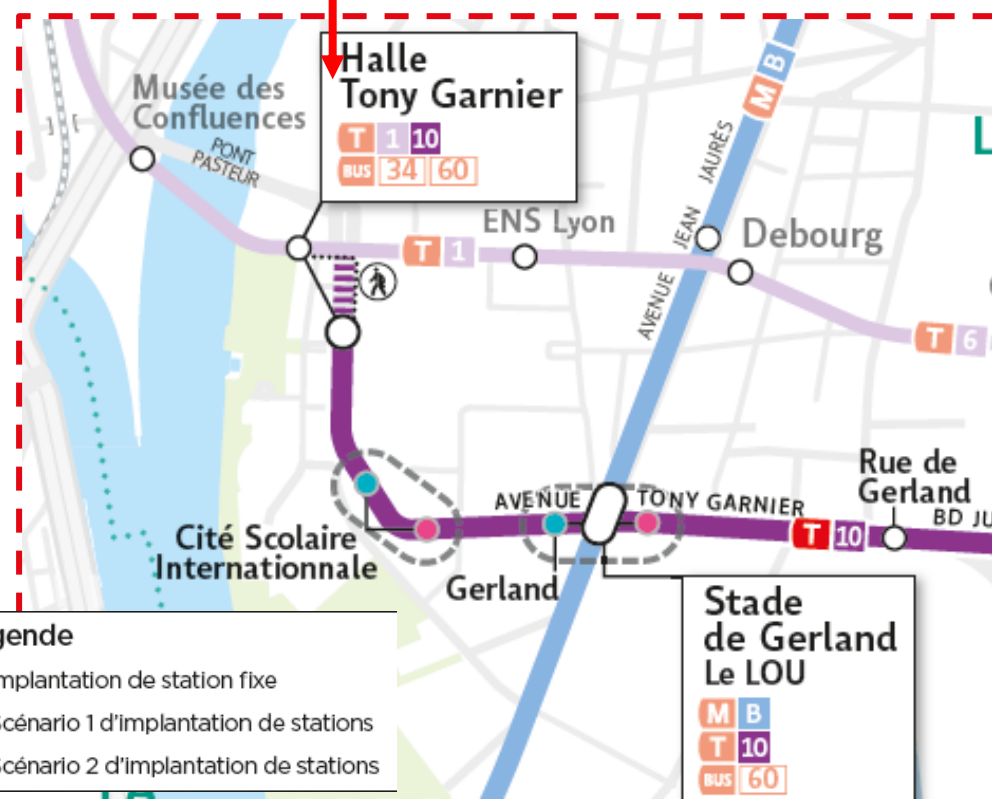 Halle
Tony Garnier
T 1 10
BUS 34 60
Musée des
Confluences
PONT
PASTEUR
M B
AVENUE JEAN JAURÈS
ENS Lyon
T 1
Debourg
T 6
Cité Scolaire
Internationnale
AVENUE TONY GARNIER
Gerland
T 10
Rue de
Gerland
BD JU
Stade
de Gerland
Le LOU
M B
T 10
BUS 60
gende
mplantation de station fixe
Scénario 1 d'implantation de stations
Scénario 2 d'implantation de stations